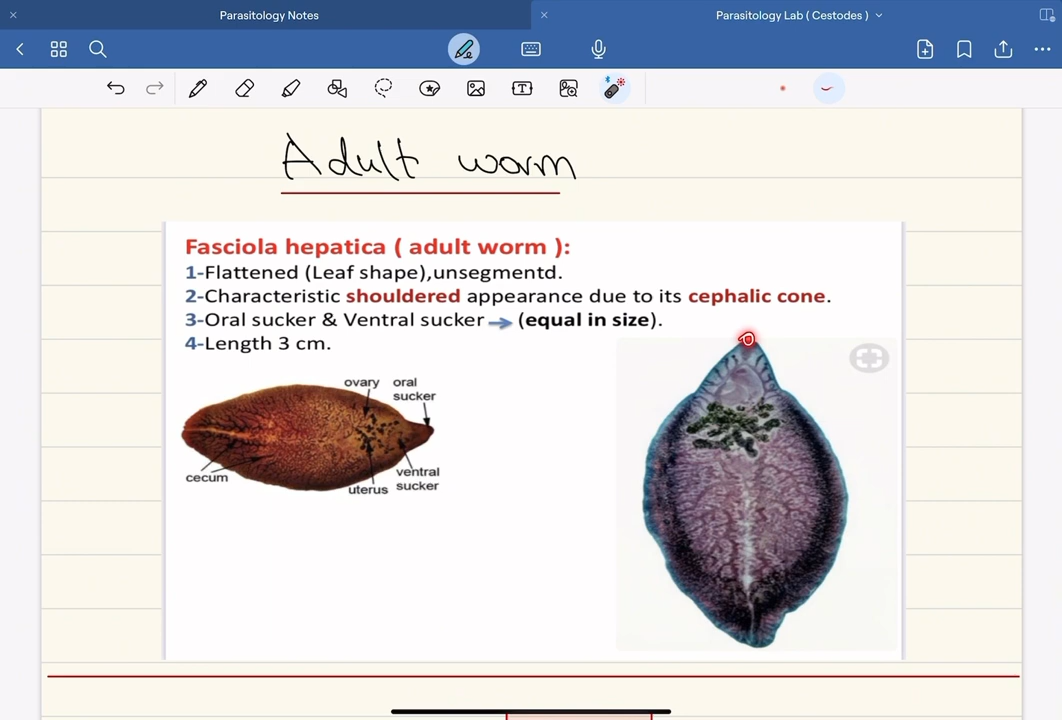 Parasitology Notes
Parasitology Lab ( Cestodes )
Adult worm
Fasciola hepatica ( adult worm ):
1-Flattened (Leaf shape),unsegmentd.
2-Characteristic shouldered appearance due to its cephalic cone.
3-Oral sucker & Ventral sucker → (equal in size).
4-Length 3 cm.
ovary oral
sucker
cecum
ventral
uterus sucker